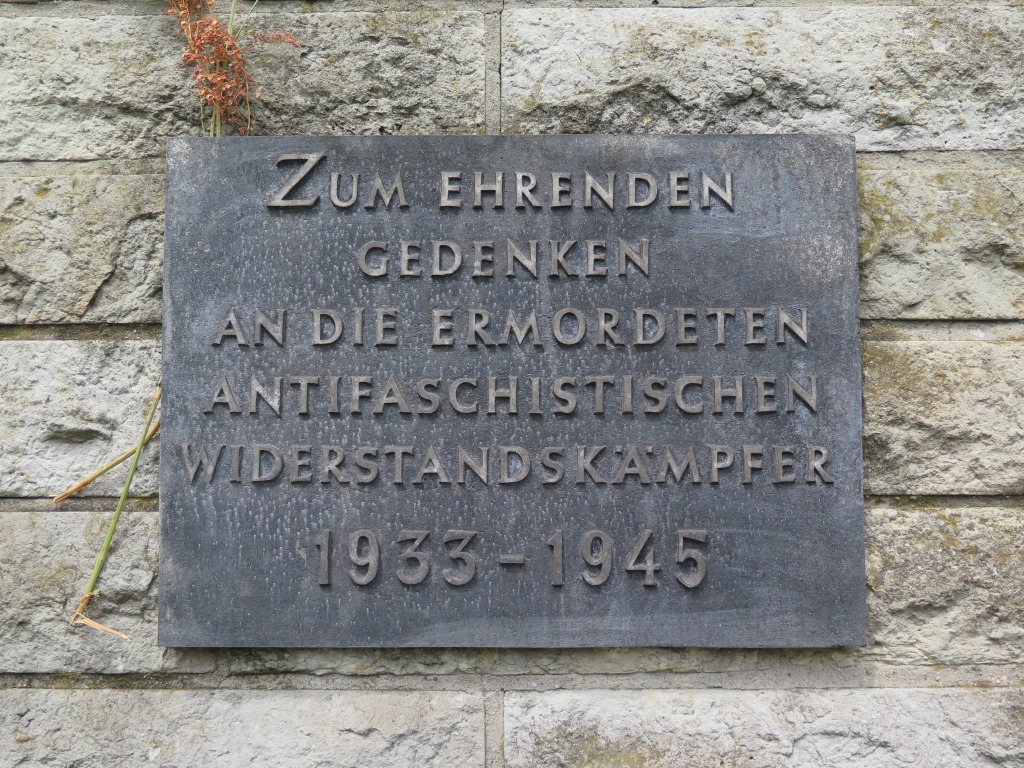 ZUM EHRENDEN
GEDENKEN
AN DIE ERMORDETEN
ANTIFASCHISTISCHEN
WIDERSTANDSKÄMPFER
1933-1945